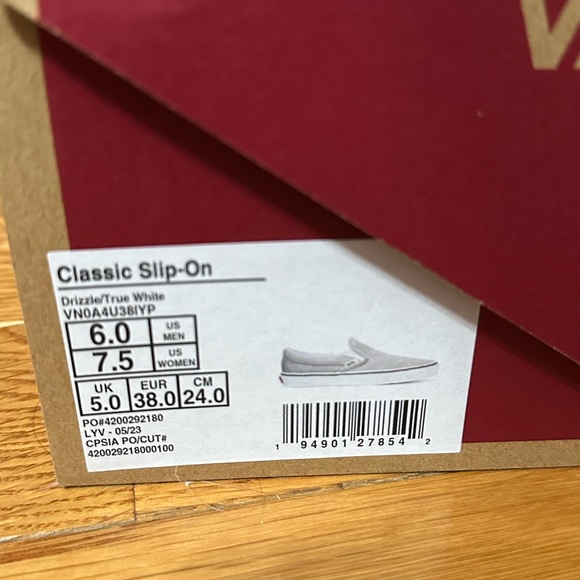 VA
Classic Slip-On
Drizzle/True White
VN0A4U38IYP
6.0 US MEN
7.5 US WOMEN
UK EUR CM
5.0 38.0 24.0
PO#4200292180
LYV - 05/23
CPSIA PO/CUT#
420029218000100
1 94901 27854 2